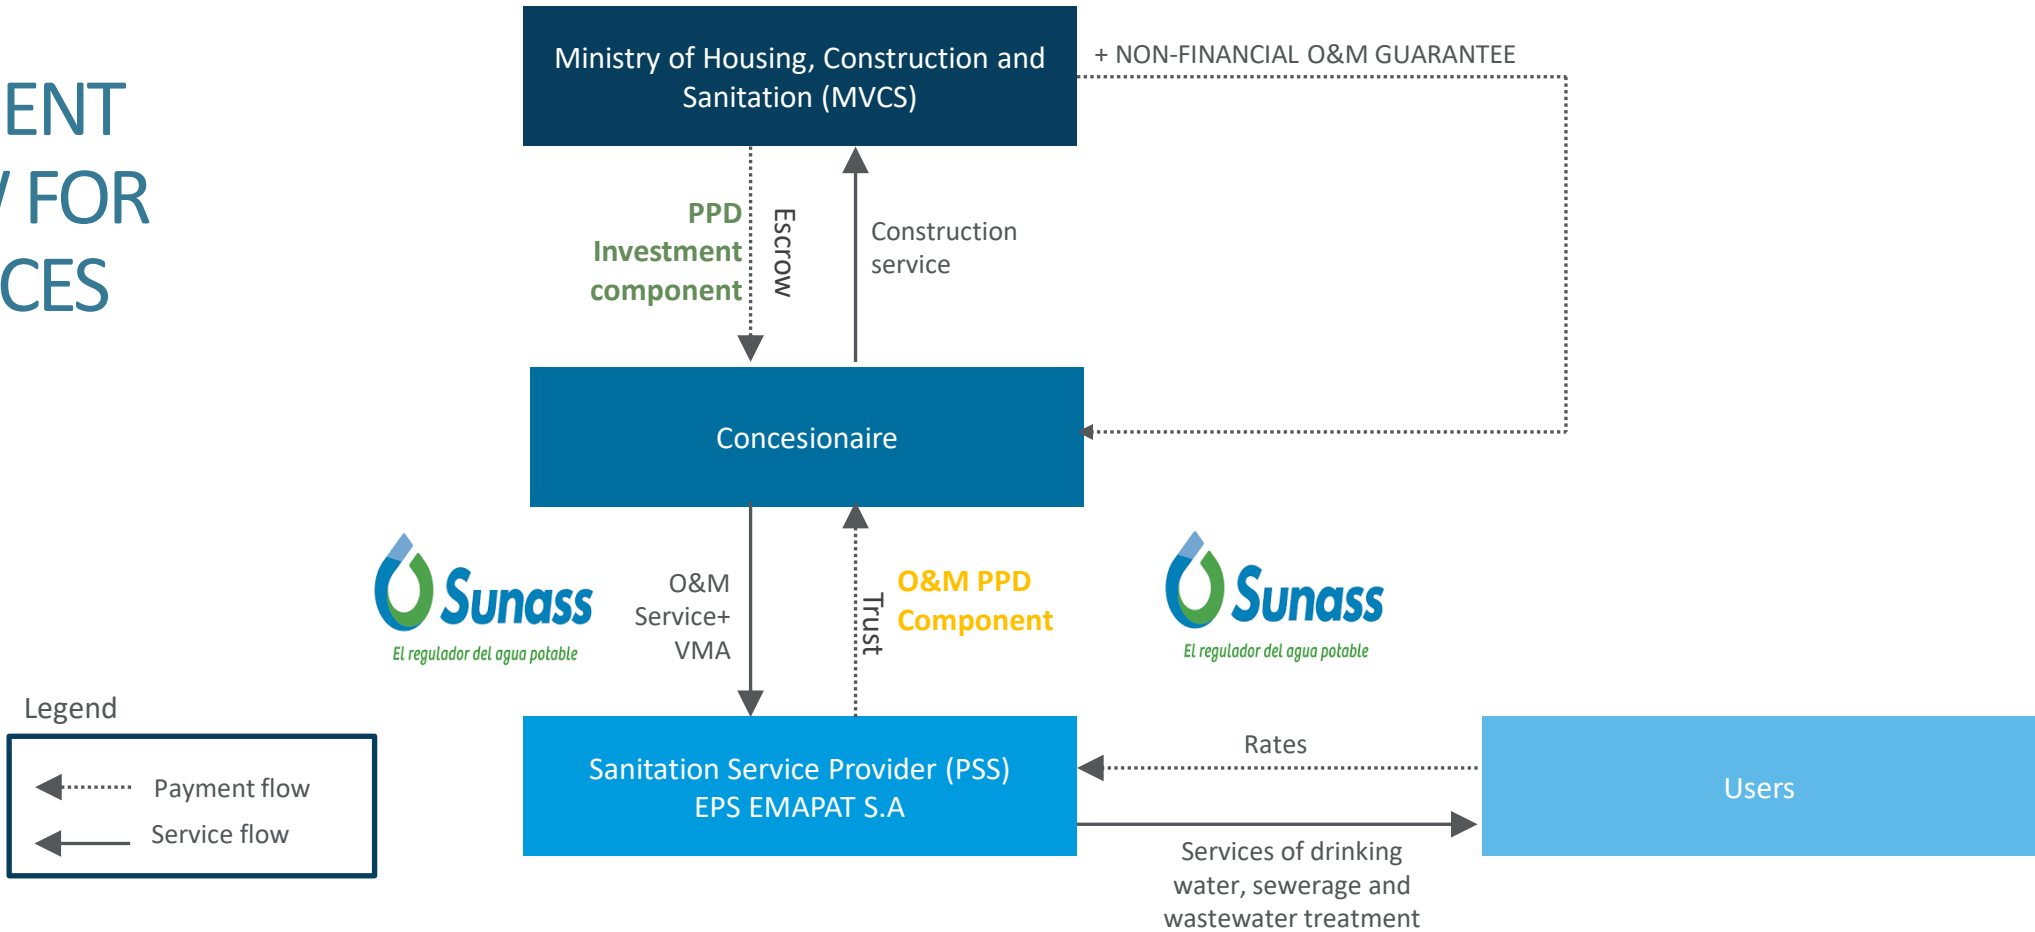 Ministry of Housing, Construction and
Sanitation (MVCS)
+ NON-FINANCIAL O&M GUARANTEE
ENT
FOR
CES
PPD
Investment
component
Escrow
Construction
service
Concesionaire
Sunass
El regulador del agua potable
O&M
Service+
VMA
Trust
O&M PPD
Component
Sunass
El regulador del agua potable
Legend
Payment flow
Service flow
Sanitation Service Provider (PSS)
EPS EMAPAT S.A
Rates
Users
Services of drinking
water, sewerage and
wastewater treatment